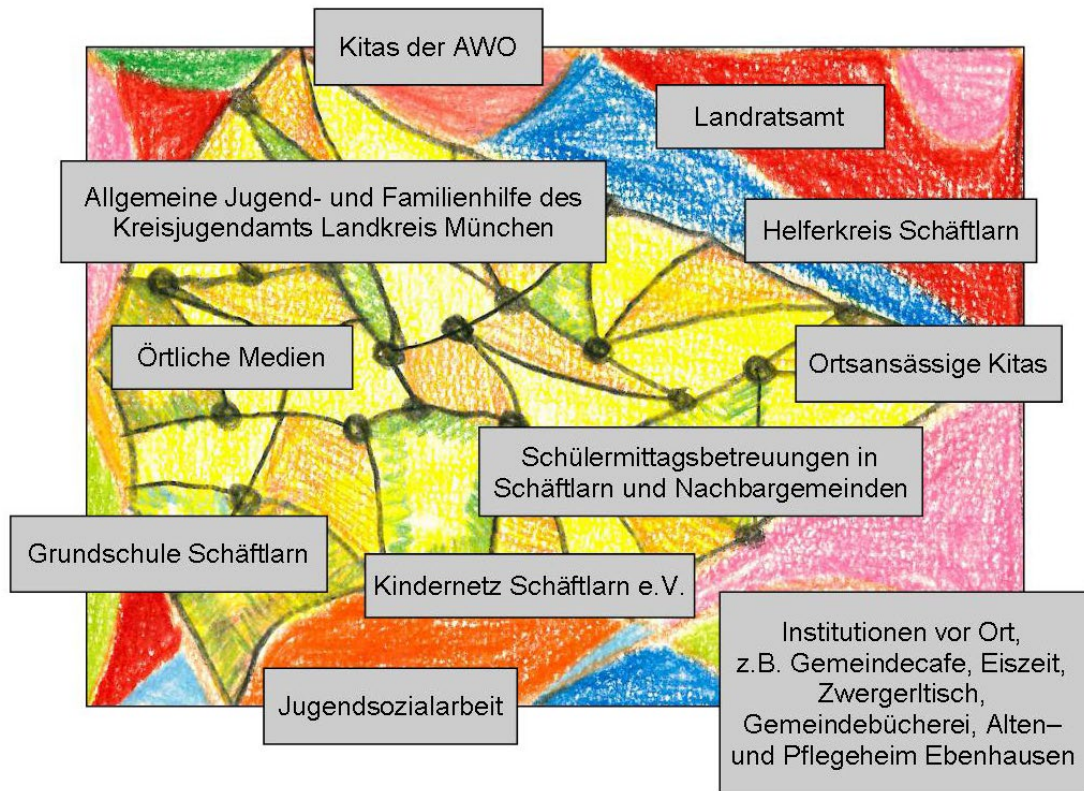 Kitas der AWO
Landratsamt
Allgemeine Jugend- und Familienhilfe des
Kreisjugendamts Landkreis München
Helferkreis Schäftlarn
Örtliche Medien
Ortsansässige Kitas
Schülermittagsbetreuungen in
Schäftlarn und Nachbargemeinden
Grundschule Schäftlarn
Kindernetz Schäftlarn e.V.
Institutionen vor Ort,
z.B. Gemeindecafe, Eiszeit,
Zwergerltisch,
Gemeindebücherei, Alten–
und Pflegeheim Ebenhausen
Jugendsozialarbeit